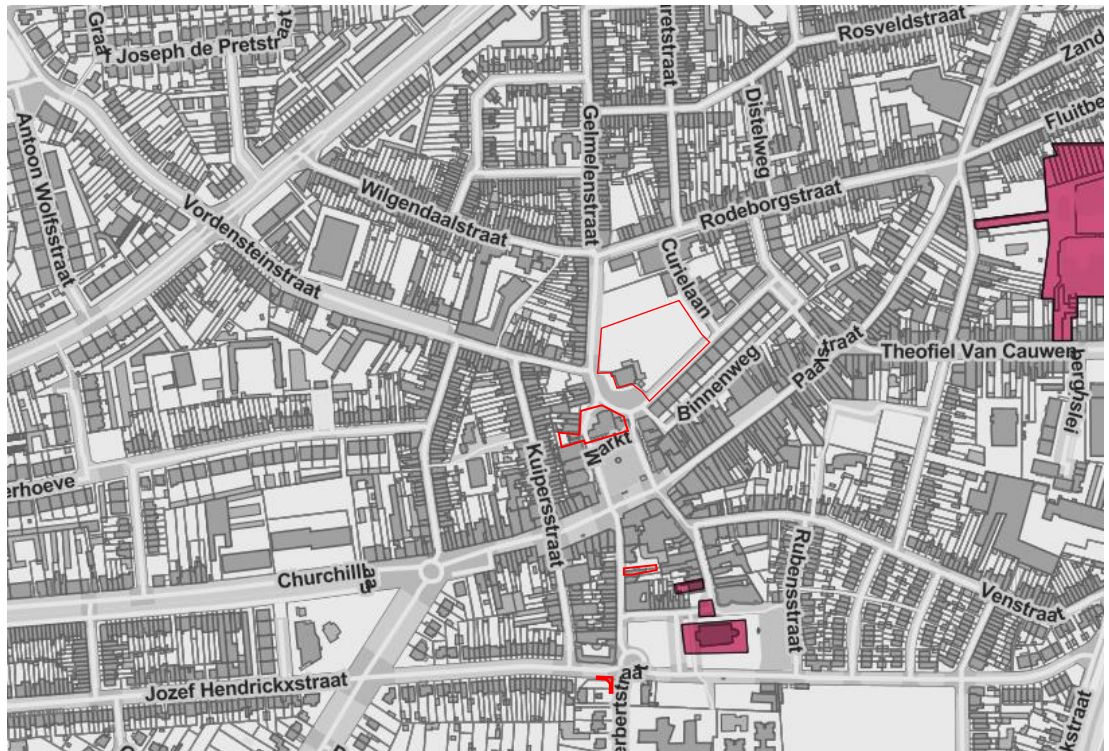 Joseph de Pretstraat
Rosveldstraat
Antoon Wolfsstraat
Gelmelenstraat
Distelweg
Vordensteinstraat
Wilgendaalstraat
Rodeborgstraat
Curielaan
Theofiel Van Cauwenberghslei
Paalstraat
Binnenweg
Markt
Kuipersstraat
Churchilllaan
Rubensstraat
Venstraat
Jozef Hendrickxstraat